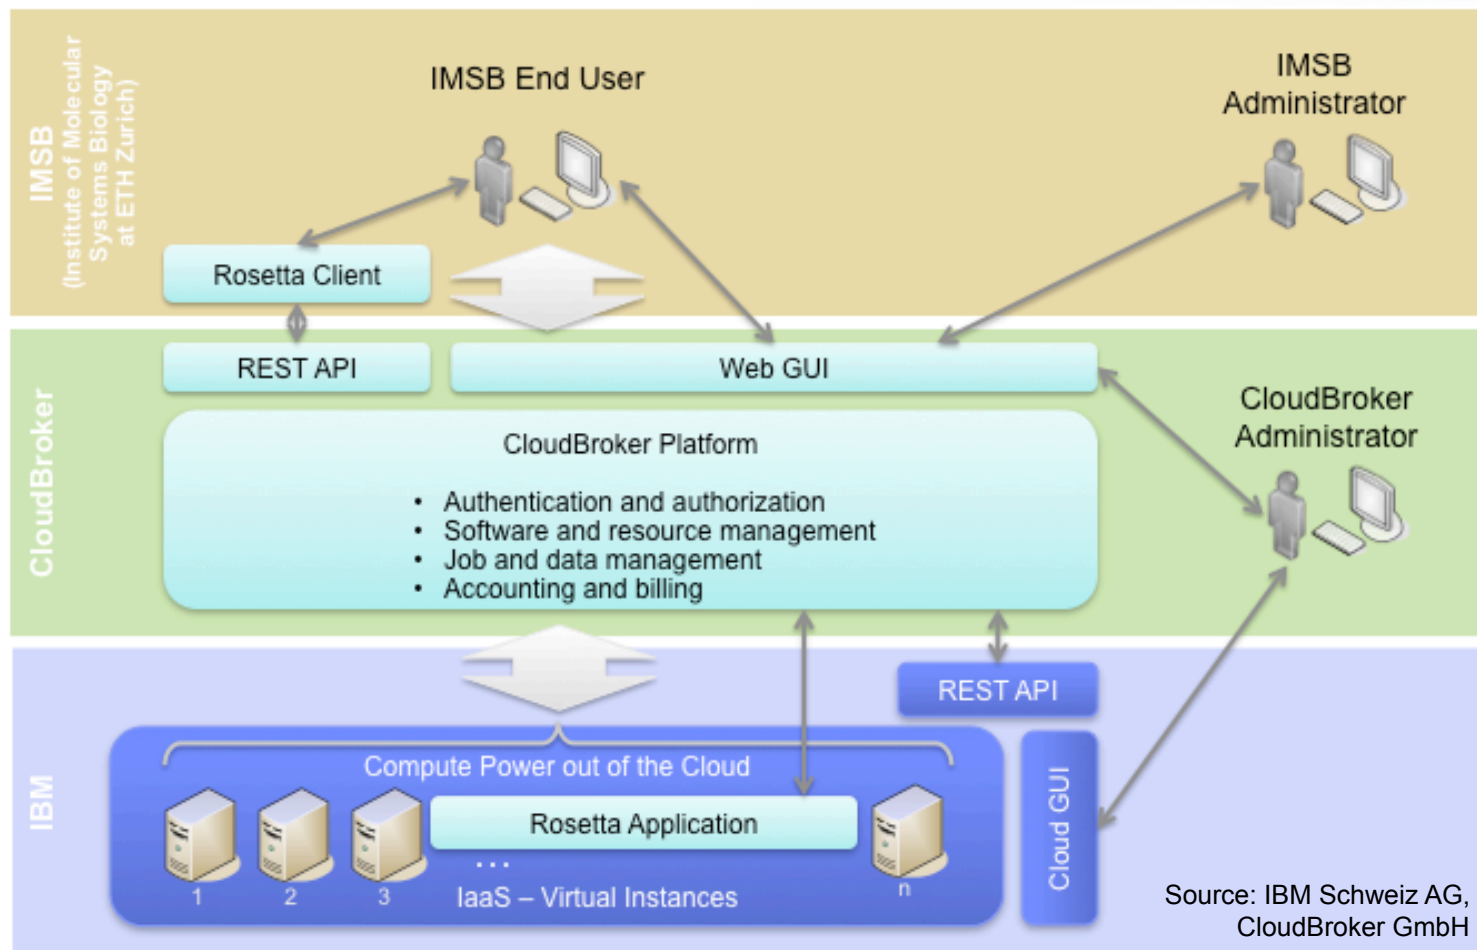 IMSB
(Institute of Molecular
Systems Biology
at ETH Zurich)
IMSB End User
IMSB
Administrator
Rosetta Client
CloudBroker
REST API
Web GUI
CloudBroker
Administrator
CloudBroker Platform
• Authentication and authorization
• Software and resource management
• Job and data management
• Accounting and billing
IBM
REST API
Compute Power out of the Cloud
Rosetta Application
Cloud GUI
...
1
2
3
n
IaaS – Virtual Instances
Source: IBM Schweiz AG,
CloudBroker GmbH